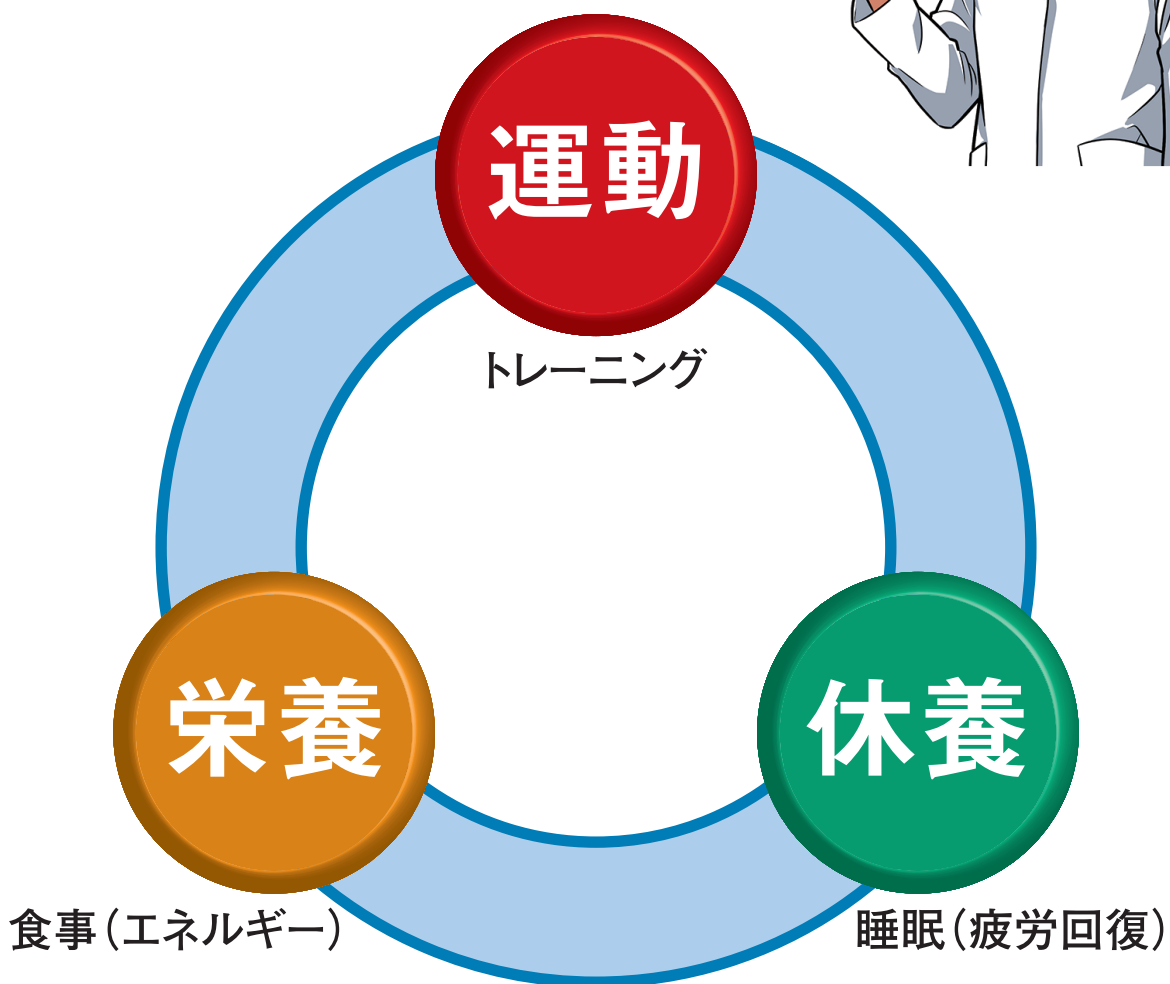 運動
トレーニング
栄養
食事(エネルギー)
休養
睡眠(疲労回復)